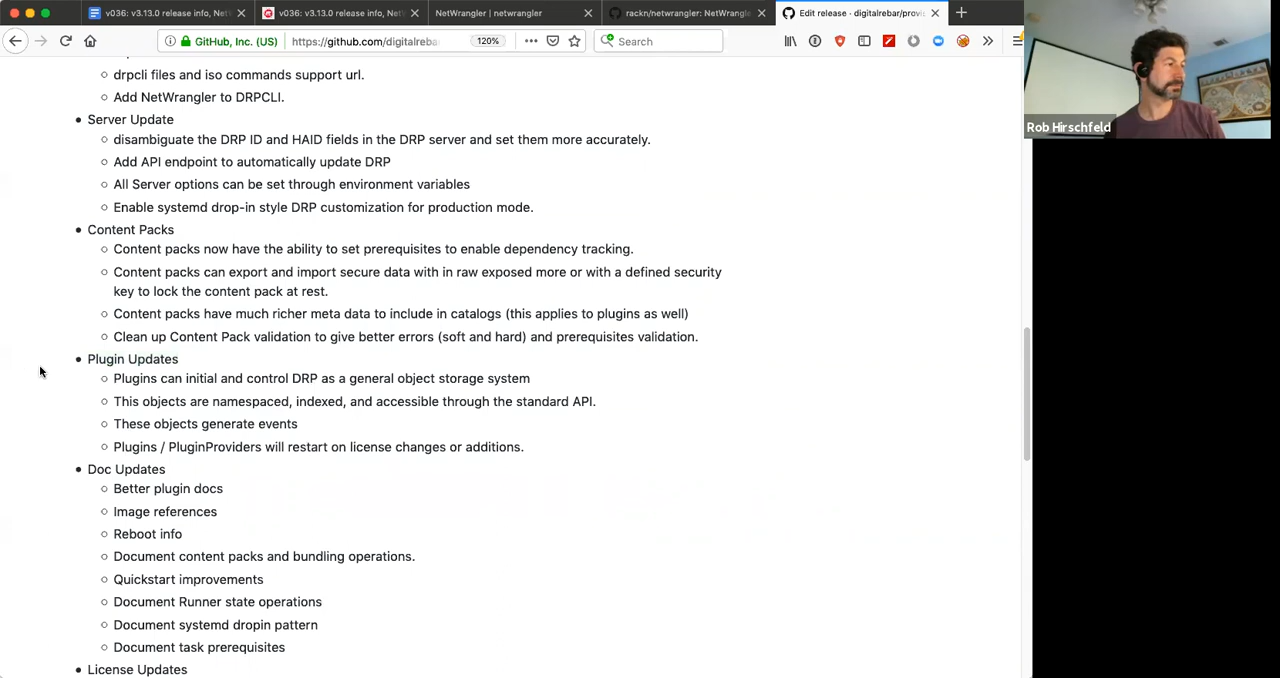 v036: v3.13.0 release info, NetW
v036: v3.13.0 release info, NetW
NetWrangler | netwrangler
rackn/netwrangler: NetWrangle
Edit release · digitalrebar/provis
GitHub, Inc. (US)
https://github.com/digitalreba
120%
Search
Rob Hirschfeld
drpcli files and iso commands support url.
Add NetWrangler to DRPCLI.
Server Update
disambiguate the DRP ID and HAID fields in the DRP server and set them more accurately.
Add API endpoint to automatically update DRP
All Server options can be set through environment variables
Enable systemd drop-in style DRP customization for production mode.
Content Packs
Content packs now have the ability to set prerequisites to enable dependency tracking.
Content packs can export and import secure data with in raw exposed more or with a defined security
key to lock the content pack at rest.
Content packs have much richer meta data to include in catalogs (this applies to plugins as well)
Clean up Content Pack validation to give better errors (soft and hard) and prerequisites validation.
Plugin Updates
Plugins can initial and control DRP as a general object storage system
This objects are namespaced, indexed, and accessible through the standard API.
These objects generate events
Plugins / PluginProviders will restart on license changes or additions.
Doc Updates
Better plugin docs
Image references
Reboot info
Document content packs and bundling operations.
Quickstart improvements
Document Runner state operations
Document systemd dropin pattern
Document task prerequisites
License Updates